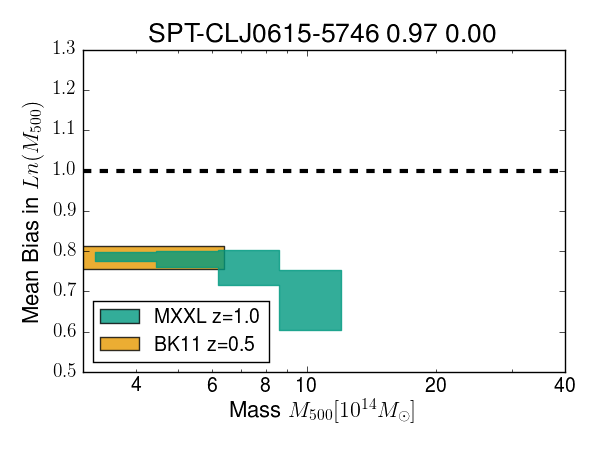 SPT-CLJ0615-5746 0.97 0.00
1.3
1.2
1.1
1.0
0.9
0.8
0.7
0.6
0.5
Mean Bias in Ln(M500)
MXXL z=1.0
BK11 z=0.5
4 6 8 10 20 40
Mass M500[10^14 M⊙]